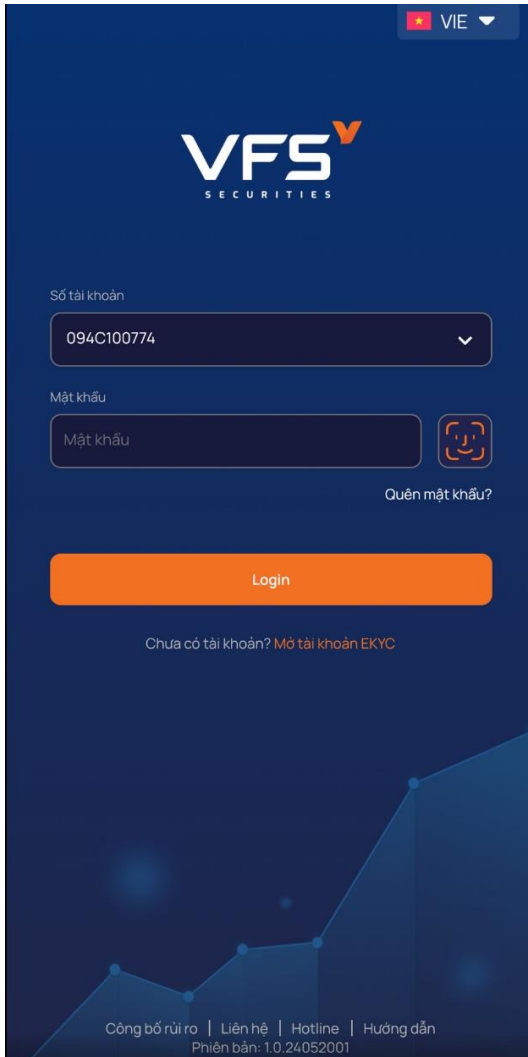 VIE
VFS
SECURITIES
Số tài khoản
094C100774
Mật khẩu
Mật khẩu
Quên mật khẩu?
Login
Chưa có tài khoản? Mở tài khoản EKYC
Công bố rủi ro | Liên hệ | Hotline | Hướng dẫn
Phiên bản: 1.0.24052001